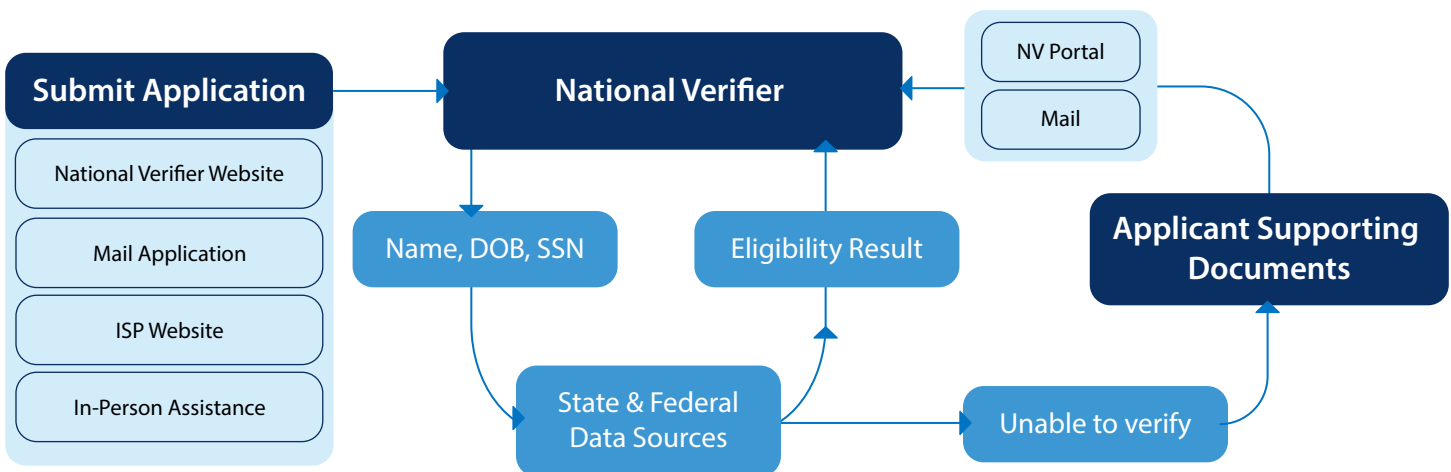 Submit Application
National Verifier Website
Mail Application
ISP Website
In-Person Assistance
National Verifier
Name, DOB, SSN
State & Federal
Data Sources
Eligibility Result
Unable to verify
Applicant Supporting
Documents
NV Portal
Mail